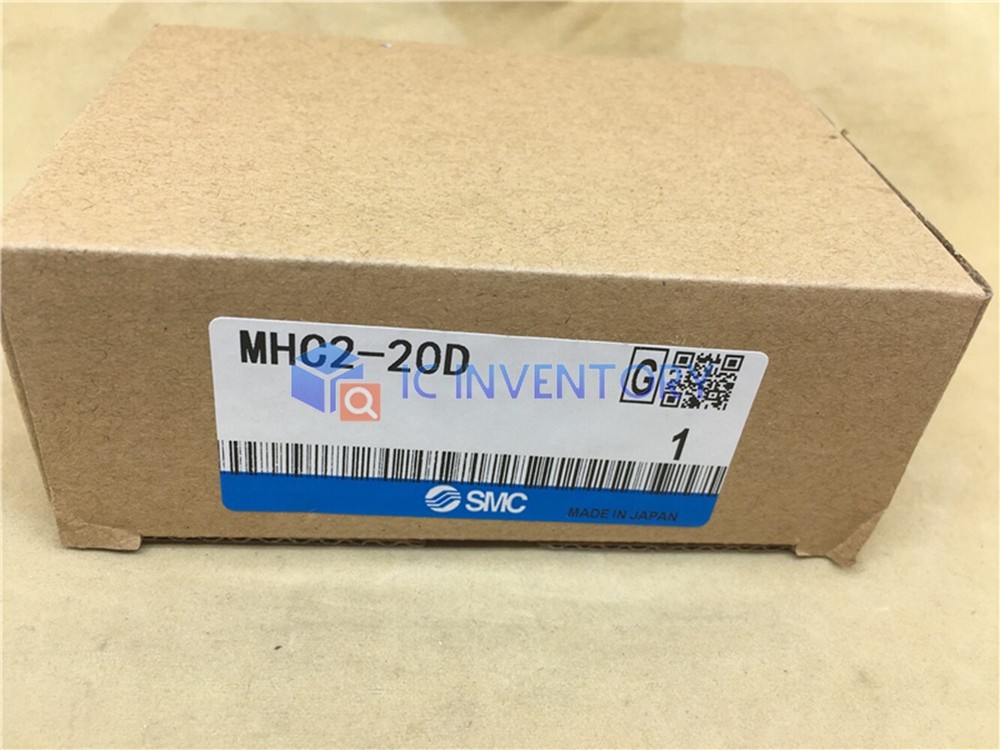 MHC2-20D
IC INVENTORY
G
1
SMC
MADE IN JAPAN